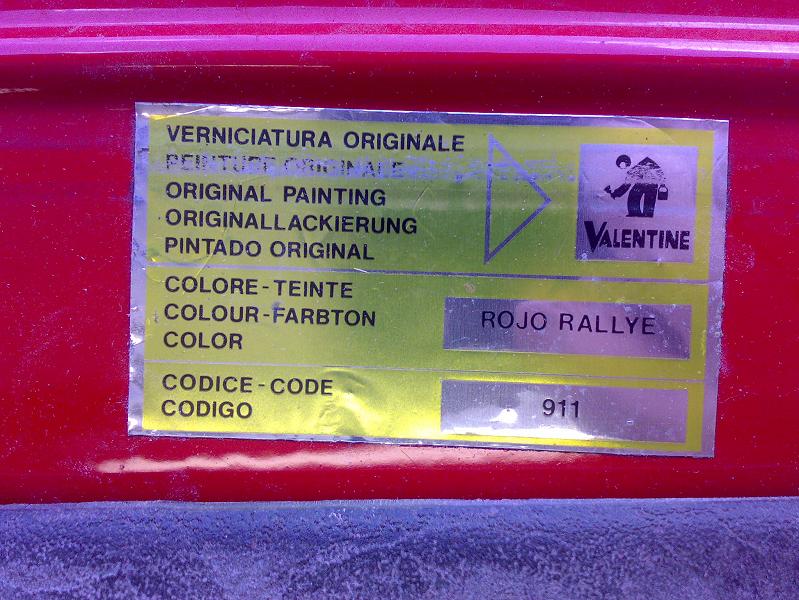 VERNICIATURA ORIGINALE
PEINTURE ORIGINALE
ORIGINAL PAINTING
ORIGINALLACKIERUNG
PINTADO ORIGINAL
VALENTINE
COLORE-TEINTE
COLOUR-FARBTON
COLOR
ROJO RALLYE
CODICE-CODE
CODIGO
911